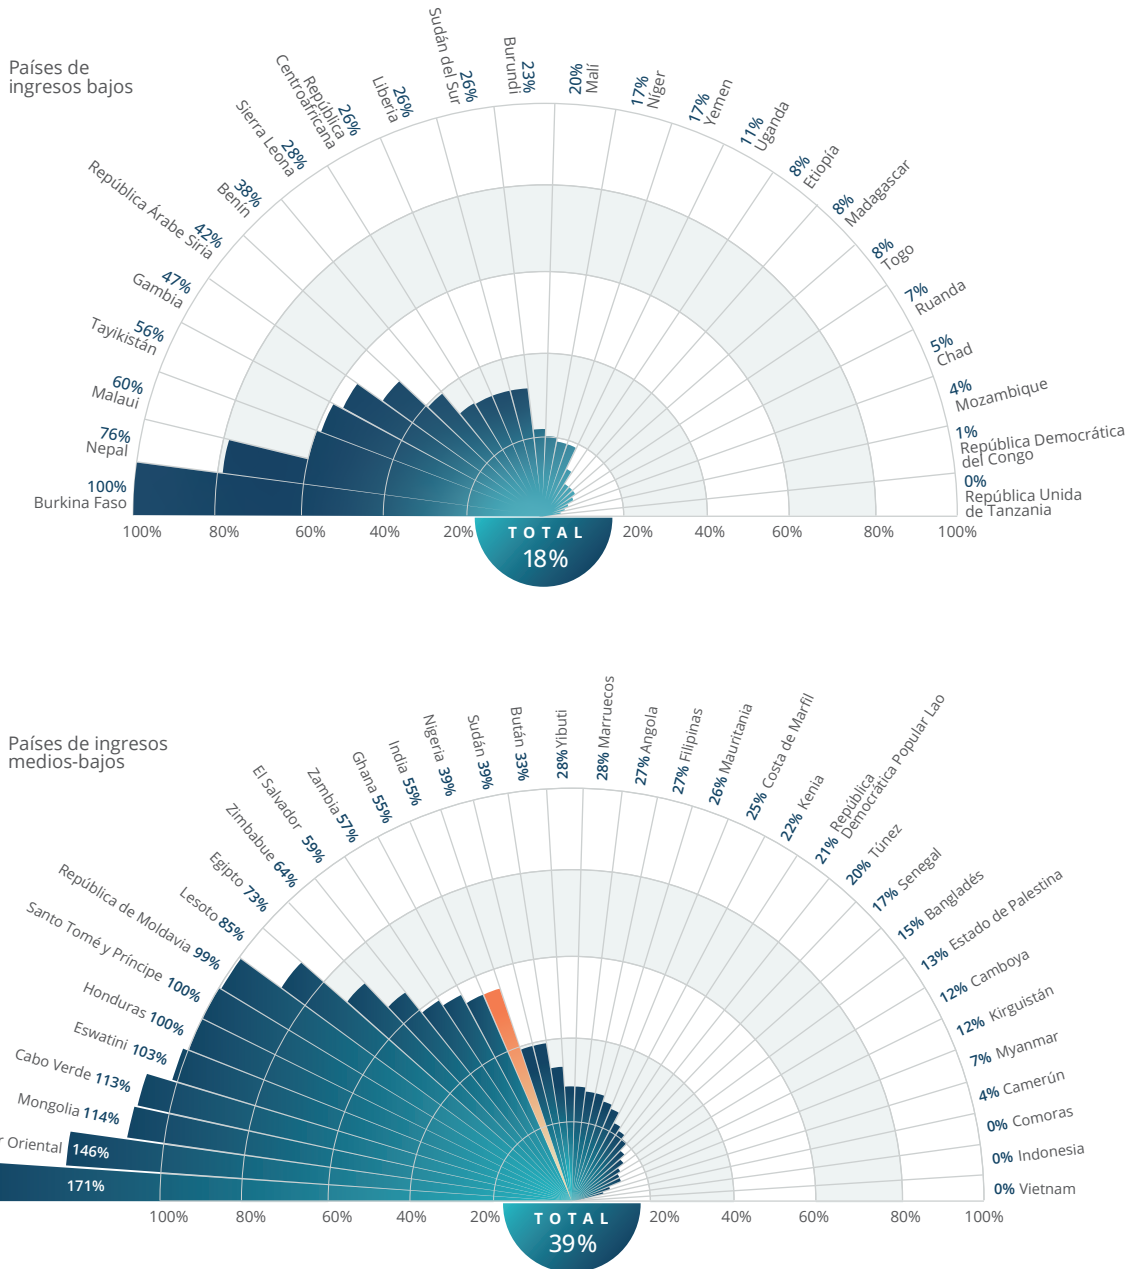 Países de
ingresos bajos
100%
Burkina Faso
76%
Nepal
60%
Malaui
56%
Tayikistán
47%
Gambia
42%
República Árabe Siria
38%
Benín
28%
Sierra Leona
26%
República
Centroafricana
26%
Liberia
26%
Sudán del Sur
23%
Burundi
20%
Malí
17%
Níger
17%
Yemen
11%
Uganda
8%
Etiopía
8%
Madagascar
8%
Togo
7%
Ruanda
5%
Chad
4%
Mozambique
1%
República Democrática
del Congo
0%
República Unida
de Tanzania
100% 80% 60% 40% 20% 20% 40% 60% 80% 100%
TOTAL
18%
Países de ingresos
medios-bajos
171%
r Oriental 146%
Mongolia 114%
Cabo Verde 113%
Eswatini 103%
Honduras 100%
Santo Tomé y Príncipe 100%
República de Moldavia 99%
Lesoto 85%
Egipto 73%
Zimbabue 64%
El Salvador 59%
Zambia 57%
Ghana 55%
India 55%
Nigeria 39%
Sudán 39%
Bután 33%
28% Yibuti
28% Marruecos
27% Angola
27% Filipinas
26% Mauritania
25% Costa de Marfil
22% Kenia
21% República
Democrática Popular Lao
20% Túnez
17% Senegal
15% Bangladés
13% Estado de Palestina
12% Camboya
12% Kirguistán
7% Myanmar
4% Camerún
0% Comoras
0% Indonesia
0% Vietnam
100% 80% 60% 40% 20% 20% 40% 60% 80% 100%
TOTAL
39%